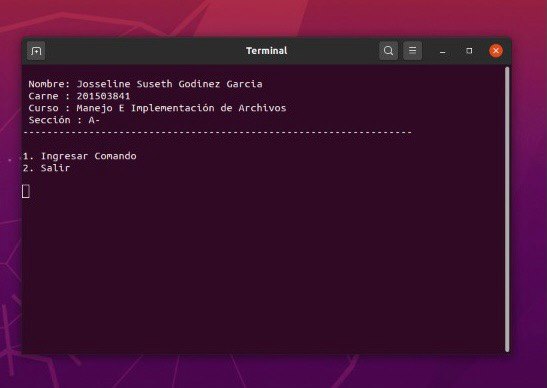 Terminal
Nombre: Josseline Suseth Godinez Garcia
Carne : 201503841
Curso : Manejo E Implementación de Archivos
Sección : A-
-----------------------------------------------------------------
1. Ingresar Comando
2. Salir